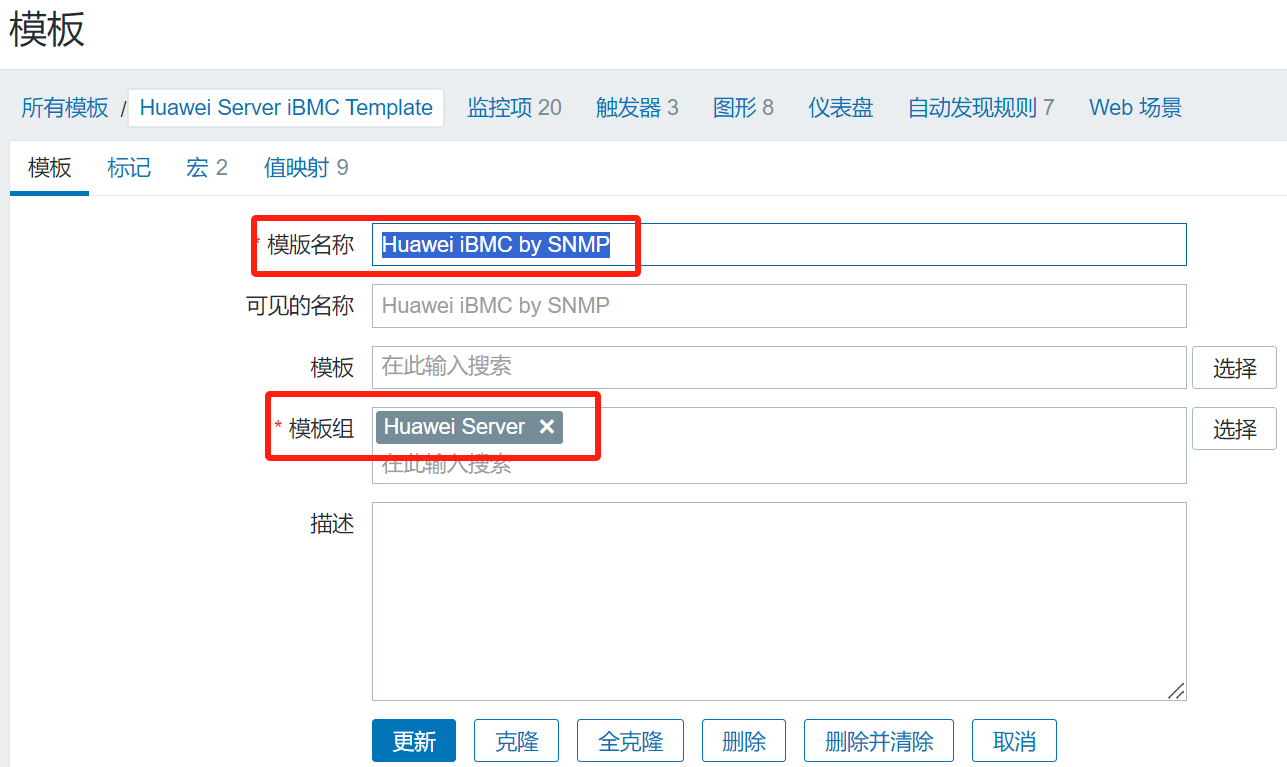 模板
所有模板 / Huawei Server iBMC Template 监控项 20 触发器 3 图形 8 仪表盘 自动发现规则 7 Web 场景
模板 标记 宏 2 值映射 9
* 模版名称 Huawei iBMC by SNMP
可见的名称 Huawei iBMC by SNMP
模板 在此输入搜索 选择
* 模板组 Huawei Server ✕ 选择
在此输入搜索
描述
更新 克隆 全克隆 删除 删除并清除 取消